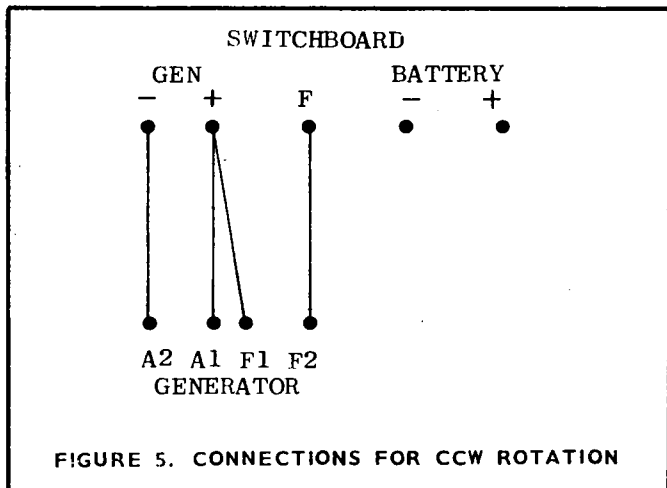 SWITCHBOARD
GEN BATTERY
− + F − +
A2 A1 F1 F2
GENERATOR
FIGURE 5. CONNECTIONS FOR CCW ROTATION